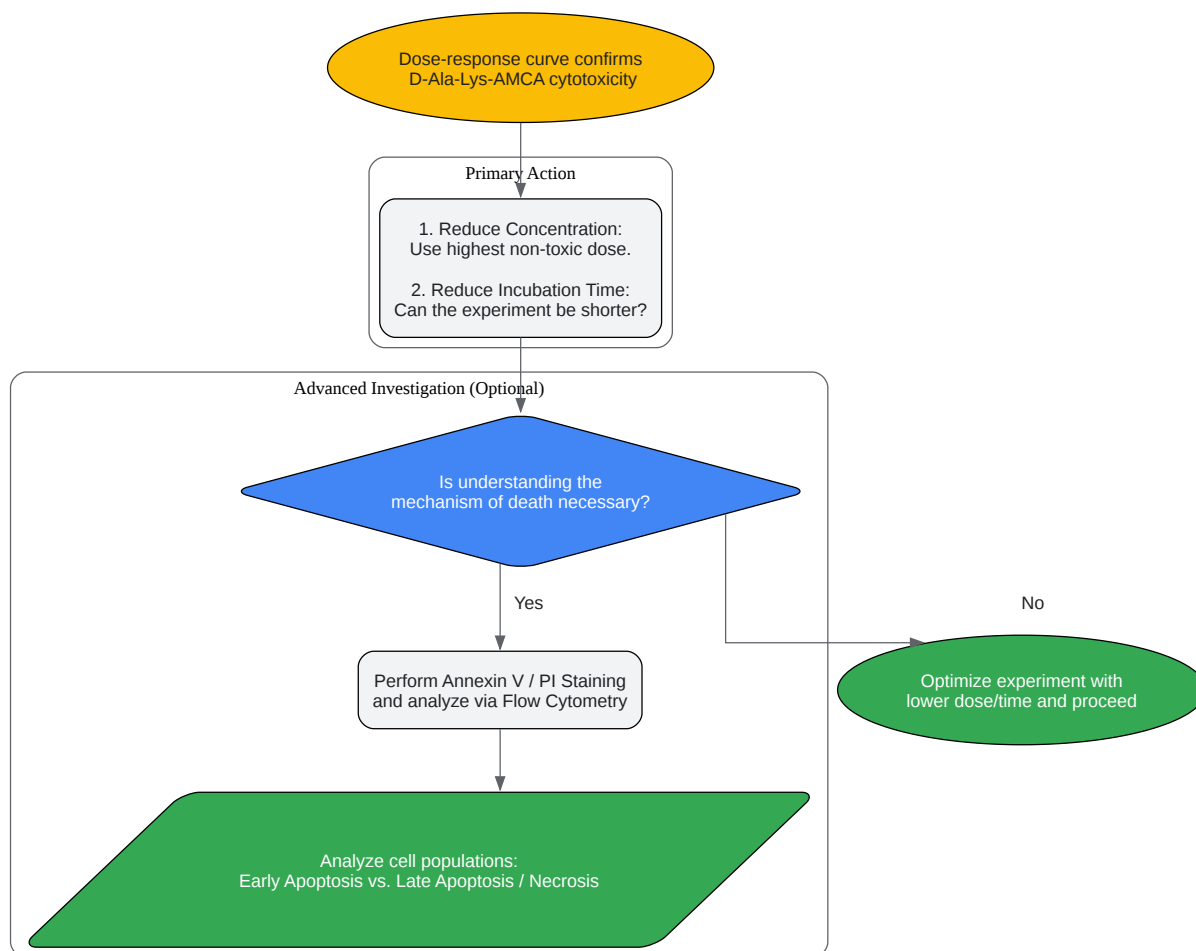 Dose-response curve confirms
D-Ala-Lys-AMCA cytotoxicity
Primary Action
1. Reduce Concentration:
Use highest non-toxic dose.
2. Reduce Incubation Time:
Can the experiment be shorter?
Advanced Investigation (Optional)
Is understanding the
mechanism of death necessary?
Yes
No
Perform Annexin V / PI Staining
and analyze via Flow Cytometry
Optimize experiment with
lower dose/time and proceed
Analyze cell populations:
Early Apoptosis vs. Late Apoptosis / Necrosis